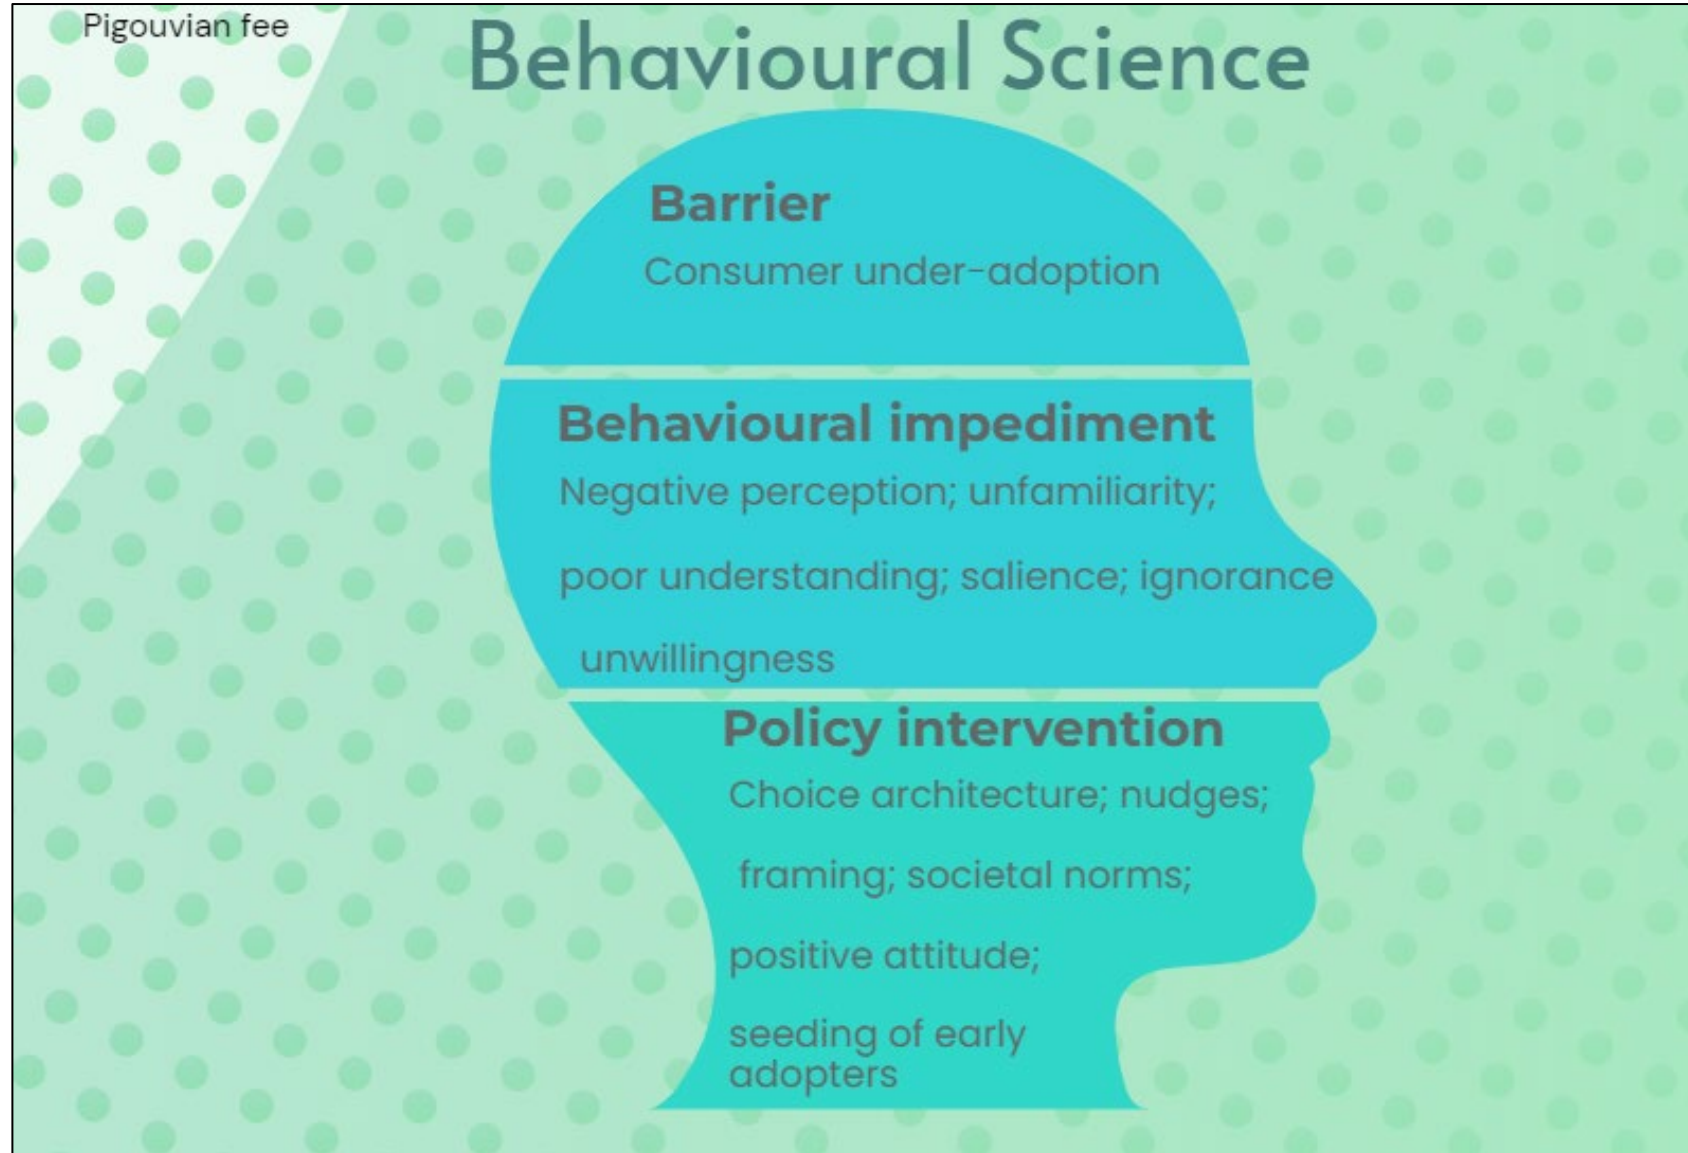 Pigouvian fee
Behavioural Science
Barrier
Consumer under-adoption
Behavioural impediment
Negative perception; unfamiliarity;
poor understanding; salience; ignorance
unwillingness
Policy intervention
Choice architecture; nudges;
framing; societal norms;
positive attitude;
seeding of early
adopters